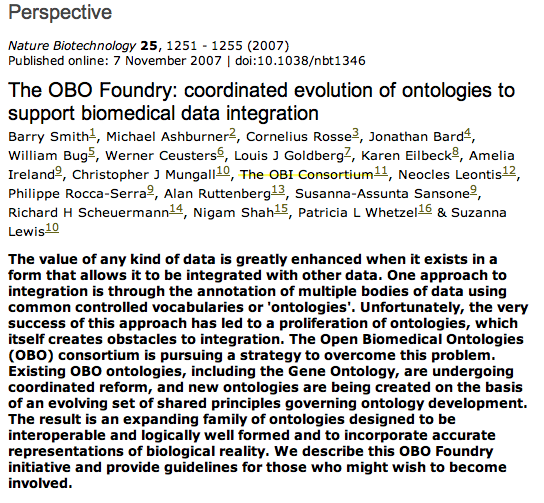 Perspective
Nature Biotechnology 25, 1251 - 1255 (2007)
Published online: 7 November 2007 | doi:10.1038/nbt1346
The OBO Foundry: coordinated evolution of ontologies to
support biomedical data integration
Barry Smith1, Michael Ashburner2, Cornelius Rosse3, Jonathan Bard4,
William Bug5, Werner Ceusters6, Louis J Goldberg7, Karen Eilbeck8, Amelia
Ireland9, Christopher J Mungall10, The OBI Consortium11, Neocles Leontis12,
Philippe Rocca-Serra9, Alan Ruttenberg13, Susanna-Assunta Sansone9,
Richard H Scheuermann14, Nigam Shah15, Patricia L Whetzel16 & Suzanna
Lewis10
The value of any kind of data is greatly enhanced when it exists in a
form that allows it to be integrated with other data. One approach to
integration is through the annotation of multiple bodies of data using
common controlled vocabularies or 'ontologies'. Unfortunately, the very
success of this approach has led to a proliferation of ontologies, which
itself creates obstacles to integration. The Open Biomedical Ontologies
(OBO) consortium is pursuing a strategy to overcome this problem.
Existing OBO ontologies, including the Gene Ontology, are undergoing
coordinated reform, and new ontologies are being created on the basis
of an evolving set of shared principles governing ontology development.
The result is an expanding family of ontologies designed to be
interoperable and logically well formed and to incorporate accurate
representations of biological reality. We describe this OBO Foundry
initiative and provide guidelines for those who might wish to become
involved.